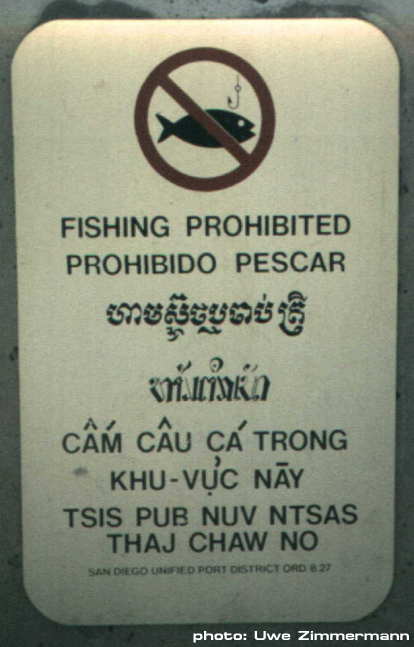 FISHING PROHIBITED
PROHIBIDO PESCAR
ហាមស្ទូចឬចាប់ ត្រី
CẤM CÂU CÁ TRONG
KHU-VỰC NĀY
TSIS PUB NUV NTSAS
THAJ CHAW NO
SAN DIEGO UNIFIED PORT DISTRICT ORD 8.27
photo: Uwe Zimmermann